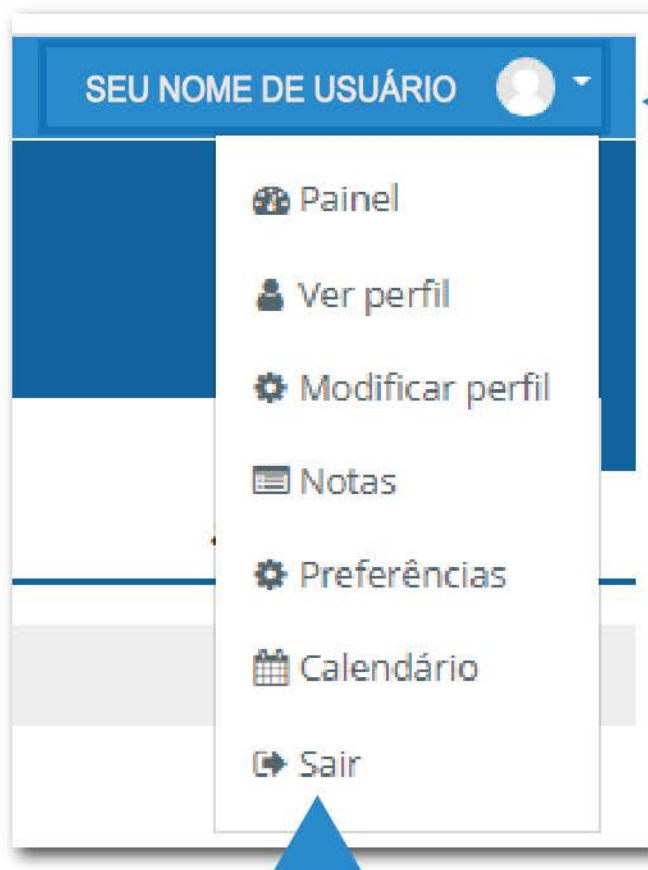 SEU NOME DE USUÁRIO
Painel
Ver perfil
Modificar perfil
Notas
Preferências
Calendário
Sair